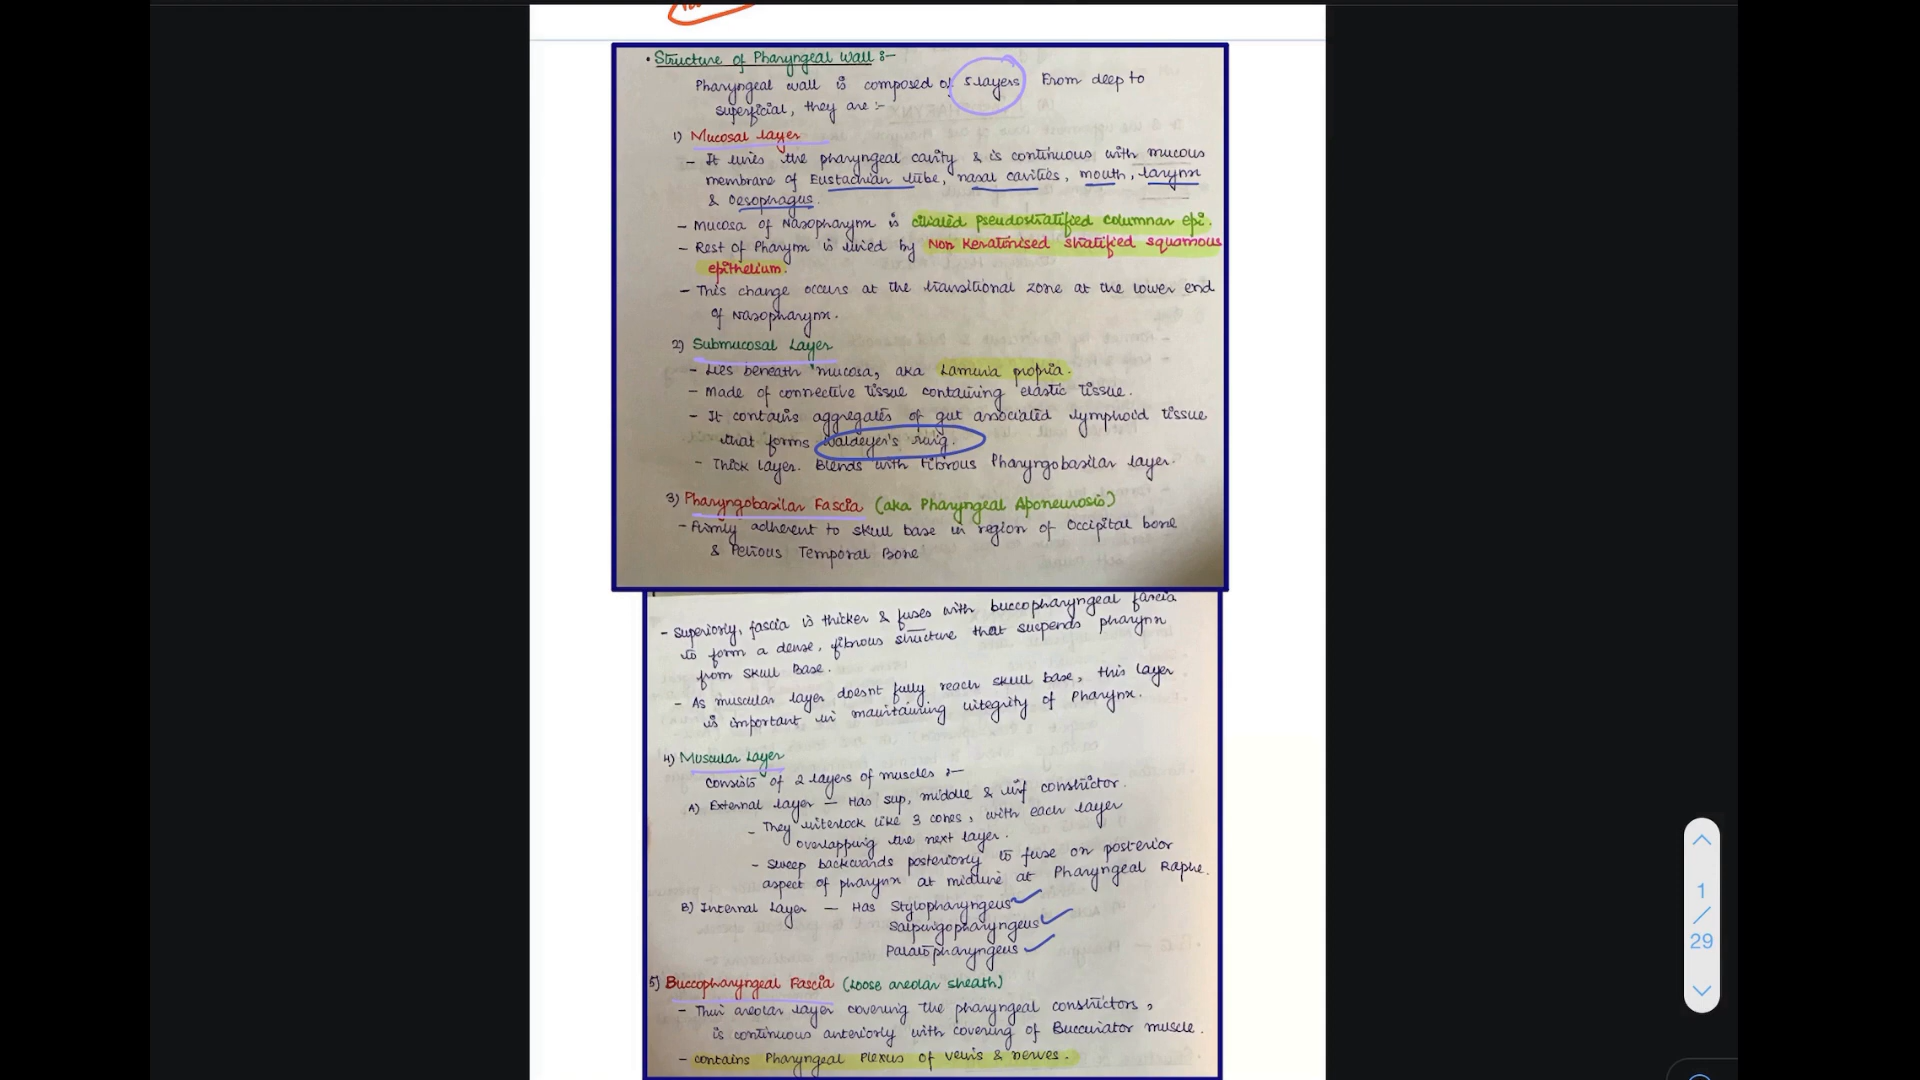 • Structure of Pharyngeal Wall :-
Pharyngeal wall is composed of 5 layers From deep to
superficial, they are :-
1) Mucosal layer
- It lines the pharyngeal cavity & is continuous with mucous
membrane of Eustachian tube, nasal cavities, mouth, larynx
& Oesophagus.
- Mucosa of Nasopharynx is ciliated pseudostratified columnar epi.
- Rest of Pharynx is lined by Non Keratinised stratified squamous
epithelium.
- This change occurs at the transitional zone at the lower end
of Nasopharynx.
2) Submucosal Layer
- Lies beneath mucosa, aka Lamina propria.
- Made of connective tissue containing elastic tissue.
- It contains aggregates of gut associated lymphoid tissue
that forms Waldeyer's ring.
- Thick layer. Blends with fibrous Pharyngobasilar layer.
3) Pharyngobasilar Fascia (aka Pharyngeal Aponeurosis)
- Firmly adherent to skull base in region of Occipital bone
& Petrous Temporal Bone
- Superiorly, fascia is thicker & fuses with buccopharyngeal fascia
to form a dense, fibrous structure that suspends pharynx
from Skull Base.
- As muscular layer doesnt fully reach skull base, this layer
is important in maintaining integrity of Pharynx.
4) Muscular Layer
Consists of 2 layers of muscles :-
A) External layer - Has sup, middle & inf constrictor.
- They interlock like 3 cones, with each layer
overlapping the next layer.
- Sweep backwards posteriorly to fuse on posterior
aspect of pharynx at midline at Pharyngeal Raphe.
B) Internal Layer - Has Stylopharyngeus
Salpingopharyngeus
Palatopharyngeus
5) Buccopharyngeal Fascia (Loose areolar sheath)
- Thin areolar layer covering the pharyngeal constrictors,
is continuous anteriorly with covering of Buccinator muscle.
- contains Pharyngeal Plexus of veins & nerves.
1
/
29